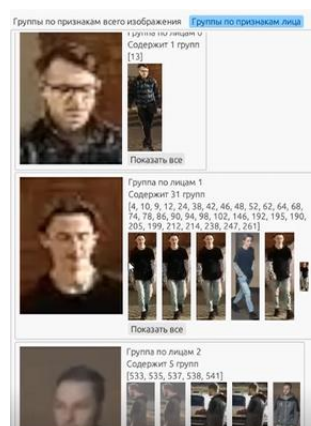 Группы по признакам всего изображения Группы по признакам лица
Группа по лицам 0
Содержит 1 групп
[13]
Показать все
Группа по лицам 1
Содержит 31 групп
[4, 10, 9, 12, 24, 38, 42, 46, 48, 52, 62, 64, 68,
74, 78, 86, 90, 94, 98, 102, 146, 192, 195, 190,
205, 199, 212, 214, 238, 247, 261]
Показать все
Группа по лицам 2
Содержит 5 групп
[533, 535, 537, 538, 541]